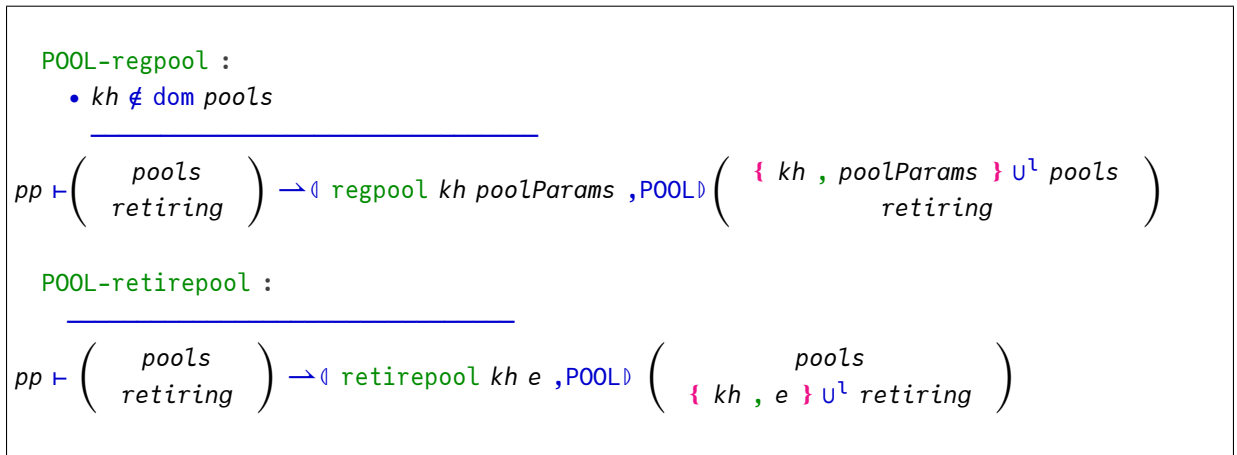 POOL-regpool :
• kh ∉ dom pools
pp ⊢ ( pools retiring ) ⇀⦇ regpool kh poolParams ,POOL⦈ ( ❴ kh , poolParams ❵ ∪ˡ pools retiring )
POOL-retirepool :
pp ⊢ ( pools retiring ) ⇀⦇ retirepool kh e ,POOL⦈ ( pools ❴ kh , e ❵ ∪ˡ retiring )